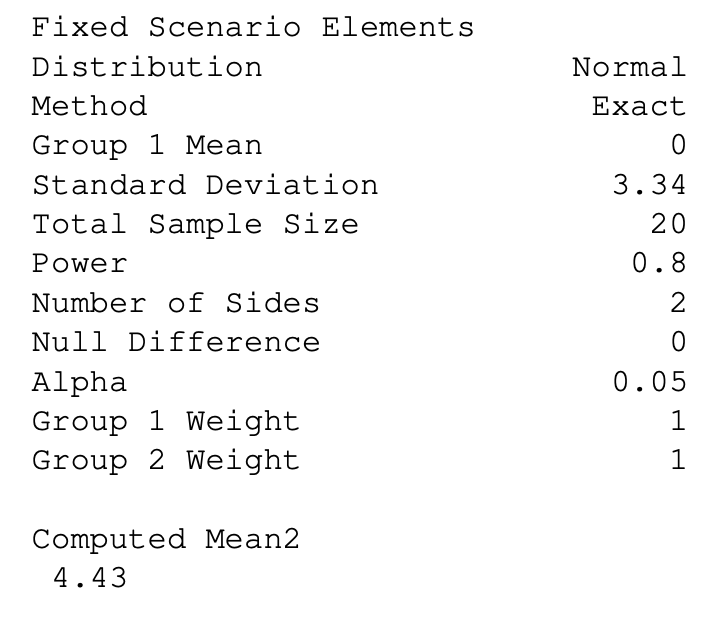 Fixed Scenario Elements
Distribution Normal
Method Exact
Group 1 Mean 0
Standard Deviation 3.34
Total Sample Size 20
Power 0.8
Number of Sides 2
Null Difference 0
Alpha 0.05
Group 1 Weight 1
Group 2 Weight 1
Computed Mean2
4.43